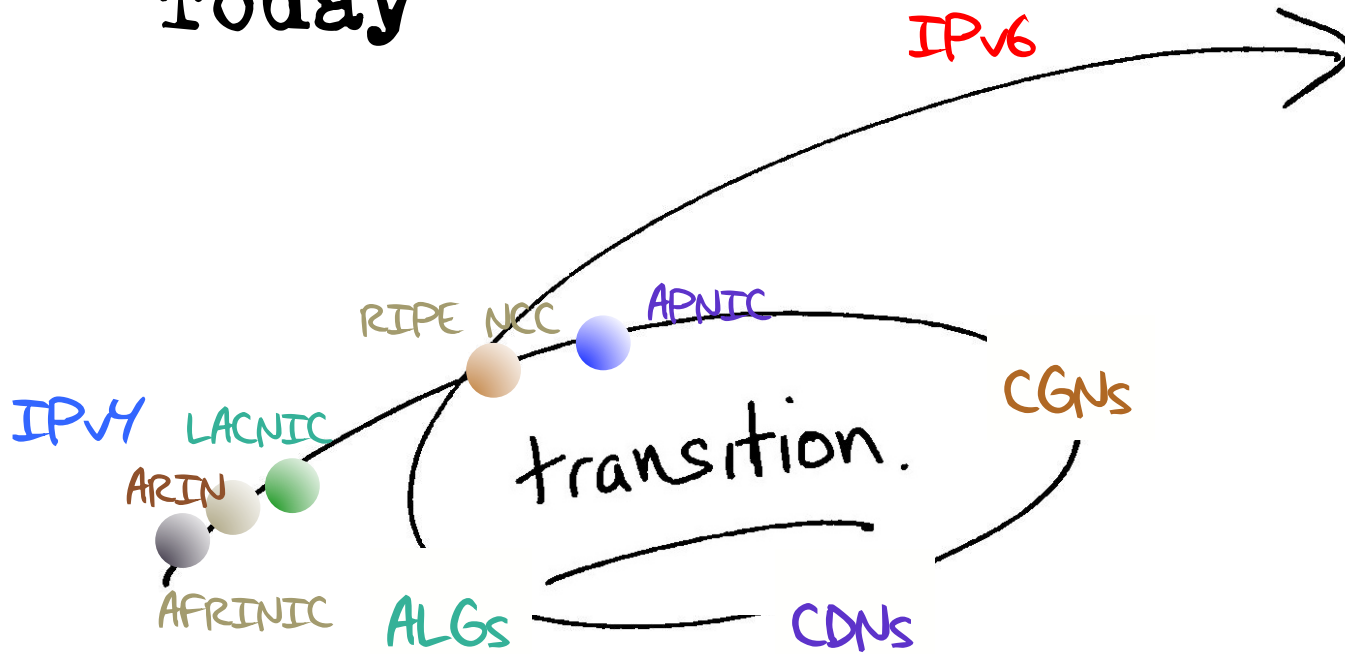 Today
IPv6
RIPE NCC
APNIC
IPv4
LACNIC
CGNs
ARIN
transition.
AFRINIC
ALGs
CDNs